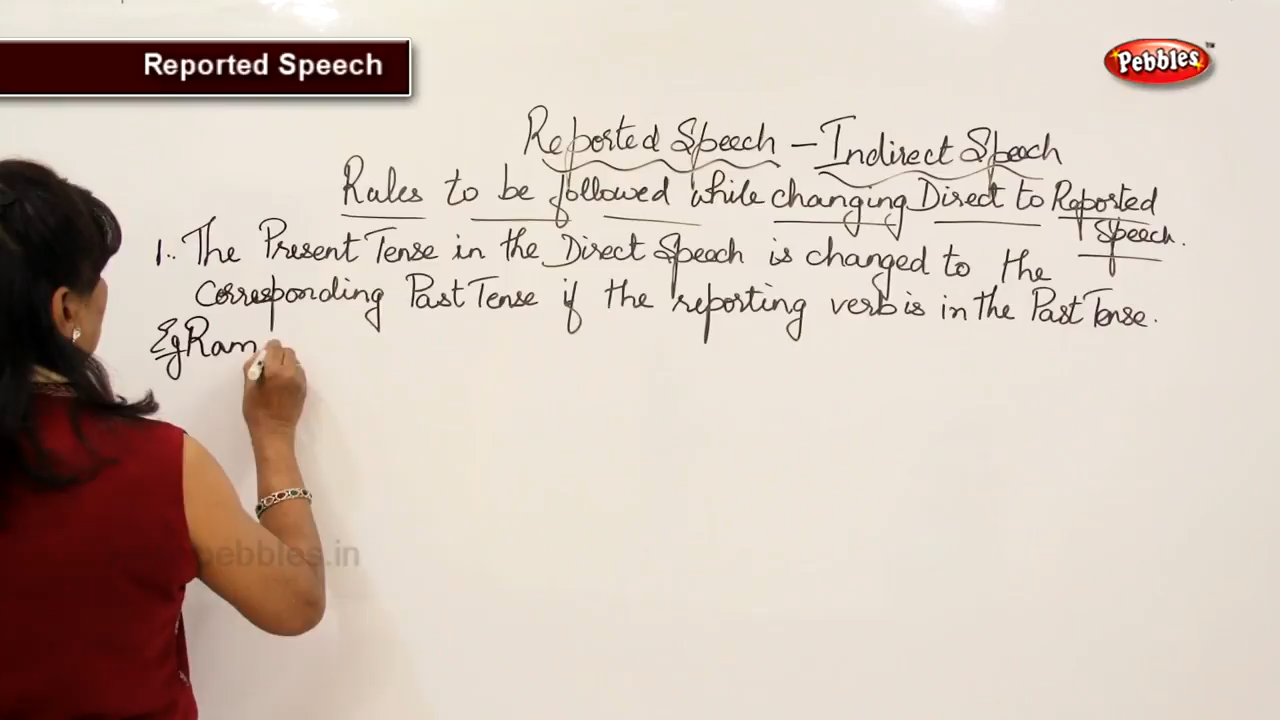 Reported Speech
Pebbles™
Reported Speech – Indirect Speech
Rules to be followed while changing Direct to Reported
Speech.
1. The Present Tense in the Direct Speech is changed to the
corresponding Past Tense if the reporting verb is in the Past Tense.
Eg Ram
pebbles.in